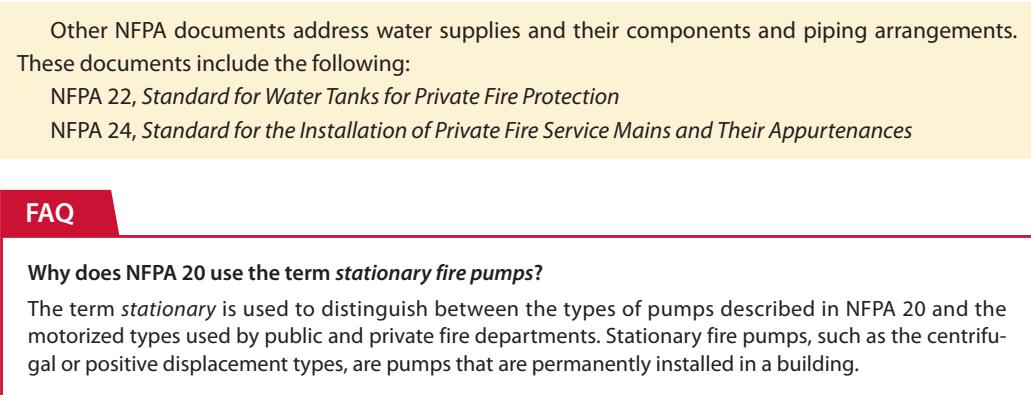 Other NFPA documents address water supplies and their components and piping arrangements.
These documents include the following:
NFPA 22, Standard for Water Tanks for Private Fire Protection
NFPA 24, Standard for the Installation of Private Fire Service Mains and Their Appurtenances
FAQ
Why does NFPA 20 use the term stationary fire pumps?
The term stationary is used to distinguish between the types of pumps described in NFPA 20 and the
motorized types used by public and private fire departments. Stationary fire pumps, such as the centrifu-
gal or positive displacement types, are pumps that are permanently installed in a building.